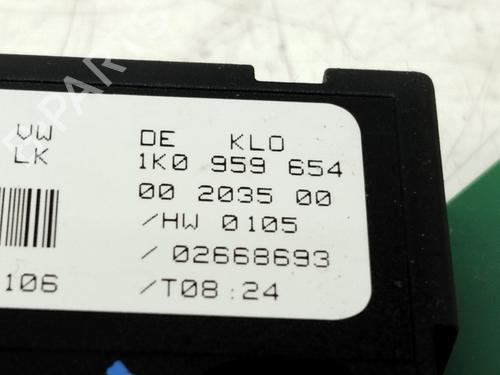 VW DE KLO
LK 1K0 959 654
00 2035 00
/HW 0105
/ 02668693
106 /T08:24